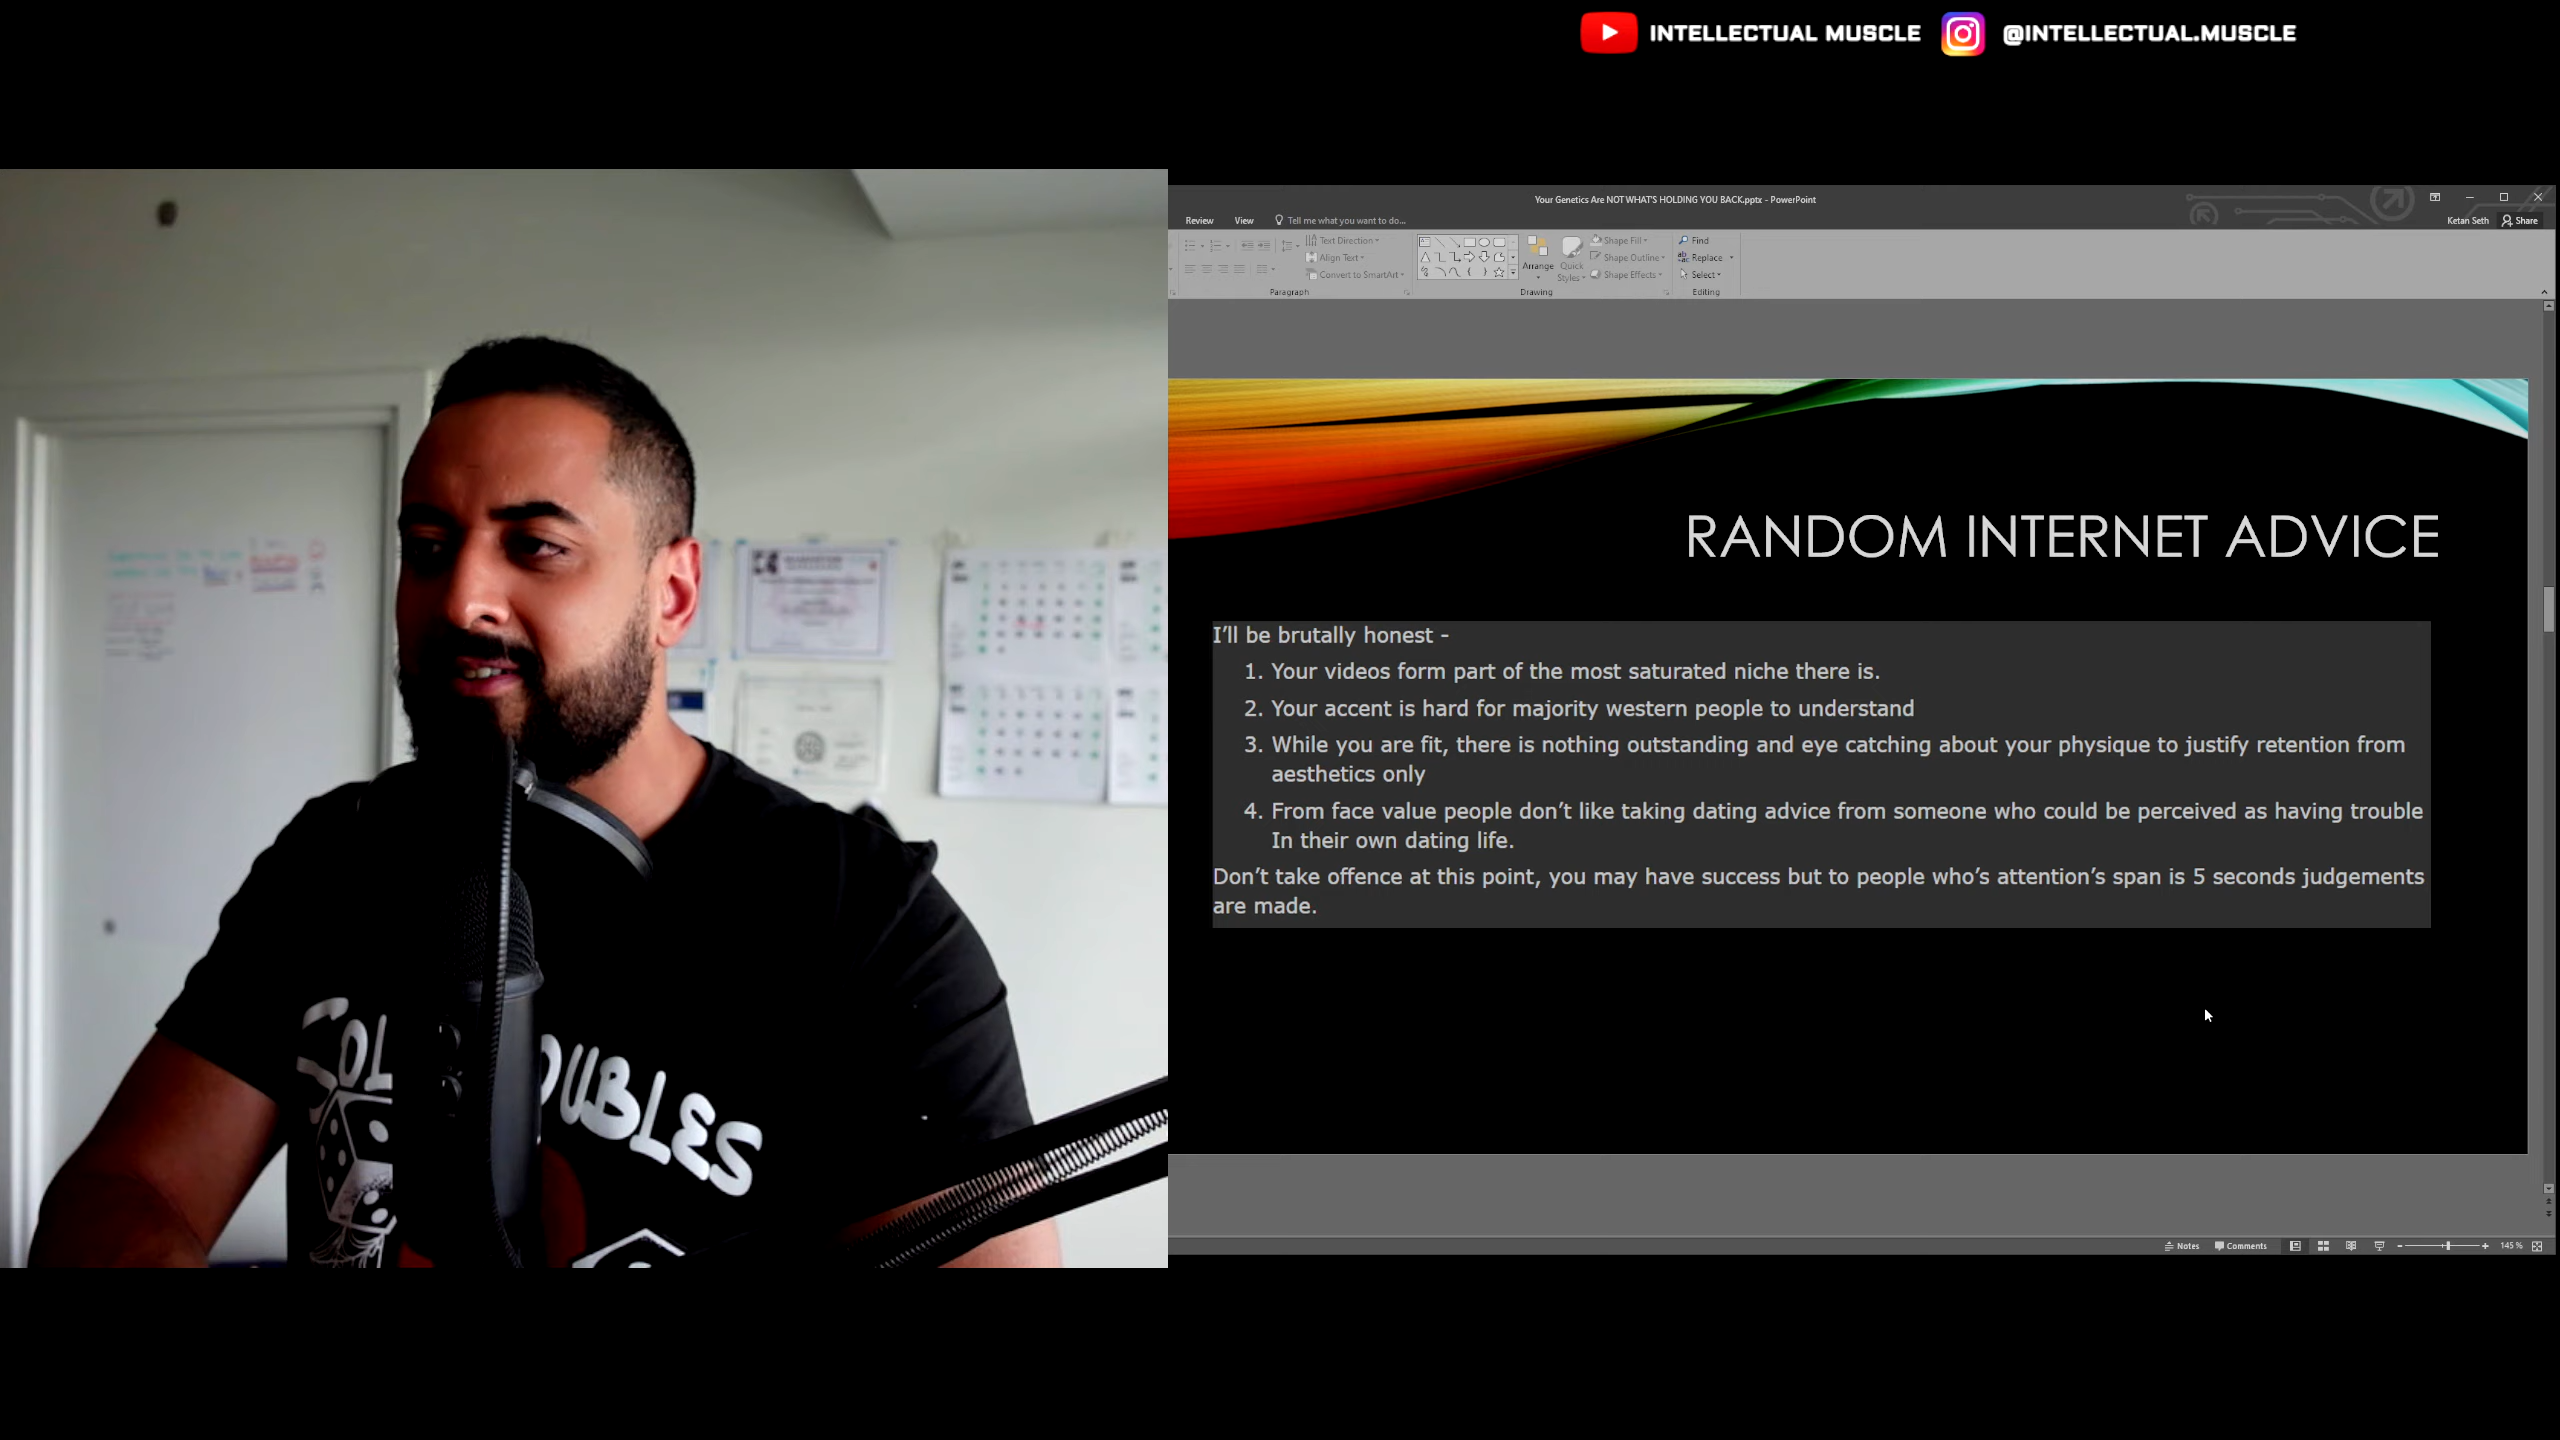 INTELLECTUAL MUSCLE @INTELLECTUAL.MUSCLE
Your Genetics Are NOT WHAT'S HOLDING YOU BACK.pptx - PowerPoint
Review View Tell me what you want to do... Ketan Seth Share
Text Direction
Align Text
Convert to SmartArt
Paragraph
Arrange
Quick
Styles
Shape Fill
Shape Outline
Shape Effects
Drawing
Find
Replace
Select
Editing
RANDOM INTERNET ADVICE
I'll be brutally honest -
1. Your videos form part of the most saturated niche there is.
2. Your accent is hard for majority western people to understand
3. While you are fit, there is nothing outstanding and eye catching about your physique to justify retention from
aesthetics only
4. From face value people don't like taking dating advice from someone who could be perceived as having trouble
In their own dating life.
Don't take offence at this point, you may have success but to people who's attention's span is 5 seconds judgements
are made.
OUBLES
Notes Comments 145 %